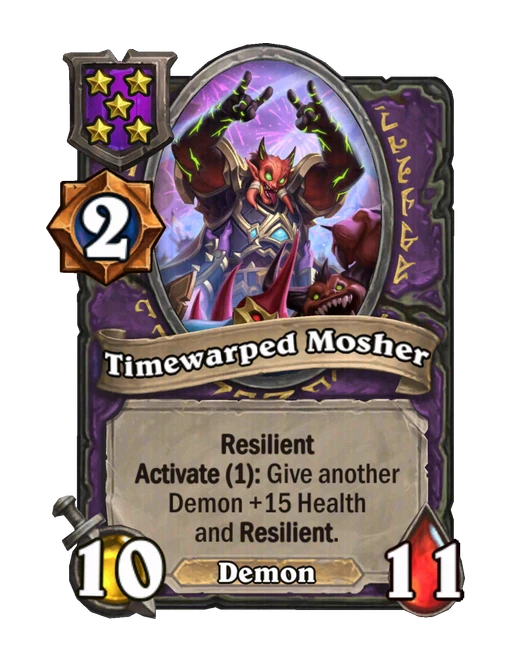 2
Timewarped Mosher
Resilient
Activate (1): Give another
Demon +15 Health
and Resilient.
10
Demon
11